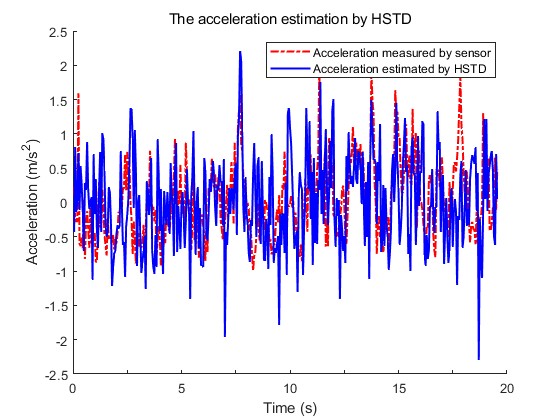 The acceleration estimation by HSTD
Acceleration measured by sensor
Acceleration estimated by HSTD
Acceleration (m/s²)
2.5
2
1.5
1
0.5
0
-0.5
-1
-1.5
-2
-2.5
0 5 10 15 20
Time (s)